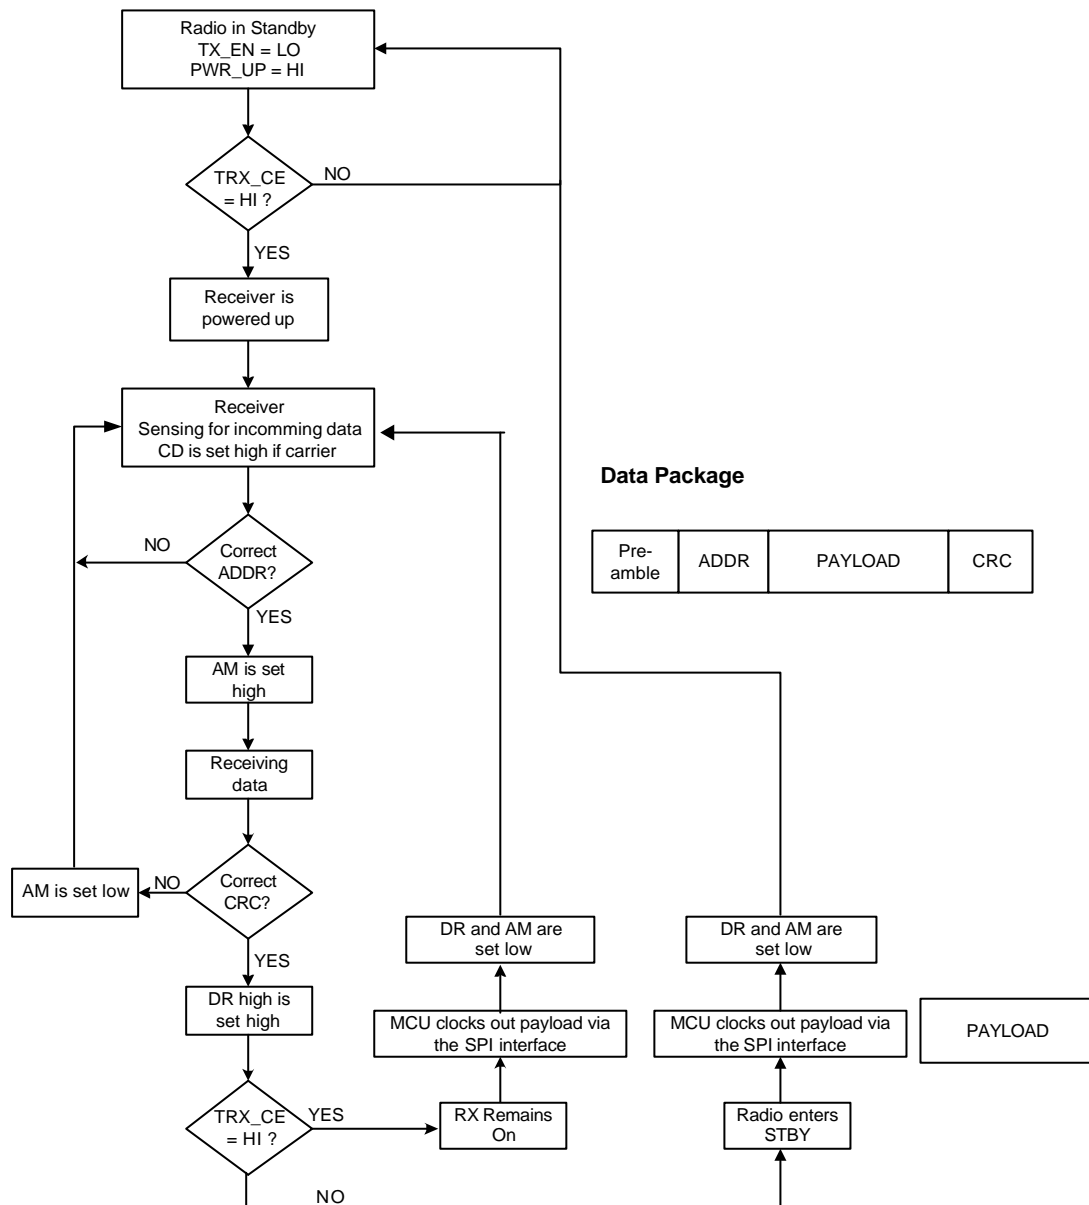 Radio in Standby
TX_EN = LO
PWR_UP = HI
TRX_CE
= HI ?
NO
YES
Receiver is
powered up
Receiver
Sensing for incomming data
CD is set high if carrier
Data Package
Pre-
amble
ADDR
PAYLOAD
CRC
NO
Correct
ADDR?
YES
AM is set
high
Receiving
data
AM is set low
NO
Correct
CRC?
YES
DR high is
set high
TRX_CE
= HI ?
YES
NO
RX Remains
On
MCU clocks out payload via
the SPI interface
DR and AM are
set low
Radio enters
STBY
MCU clocks out payload via
the SPI interface
DR and AM are
set low
PAYLOAD